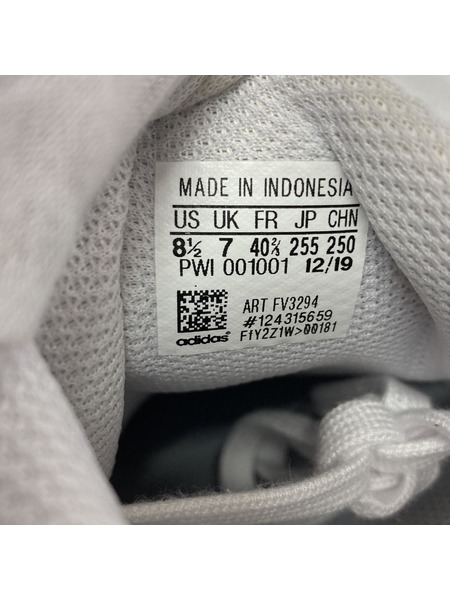 MADE IN INDONESIA
US UK FR JP CHN
8½ 7 40⅔ 255 250
PWI 001001 12/19
ART FV3294
#124315659
adidas® F1Y2Z1W>00181